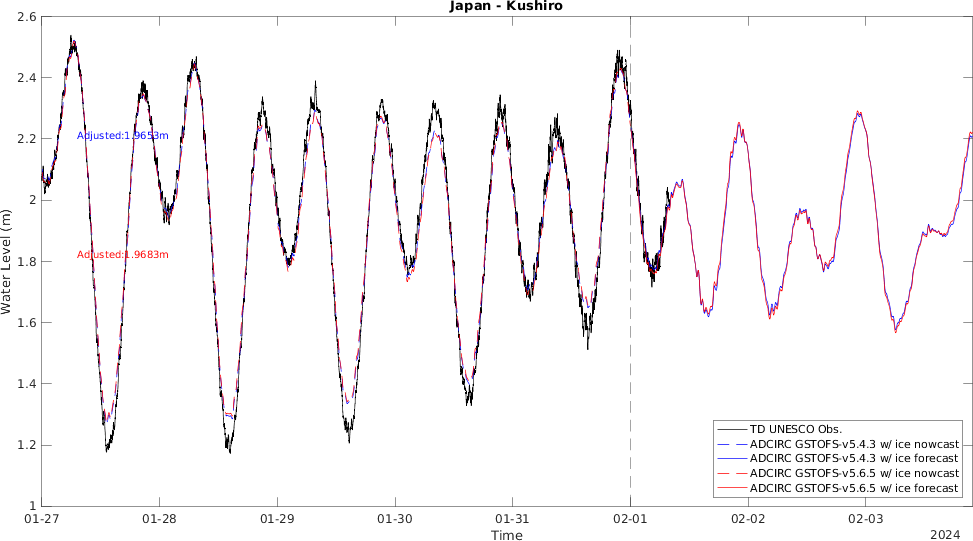 Japan - Kushiro
2.6
2.4
2.2
2
1.8
1.6
1.4
1.2
1
Water Level (m)
Adjusted:1.9653m
Adjusted:1.9683m
TD UNESCO Obs.
ADCIRC GSTOFS-v5.4.3 w/ ice nowcast
ADCIRC GSTOFS-v5.4.3 w/ ice forecast
ADCIRC GSTOFS-v5.6.5 w/ ice nowcast
ADCIRC GSTOFS-v5.6.5 w/ ice forecast
01-27 01-28 01-29 01-30 01-31 02-01 02-02 02-03
Time
2024